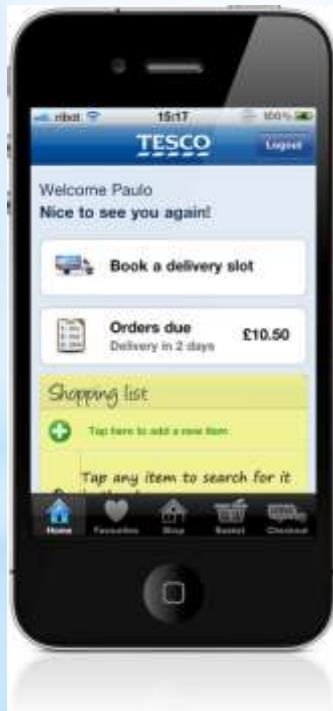 ribot 15:17 100%
TESCO Logout
Welcome Paulo
Nice to see you again!
Book a delivery slot
Orders due £10.50
Delivery in 2 days
Shopping list
Tap here to add a new item
Tap any item to search for it
Home Favourites Shop Basket Checkout